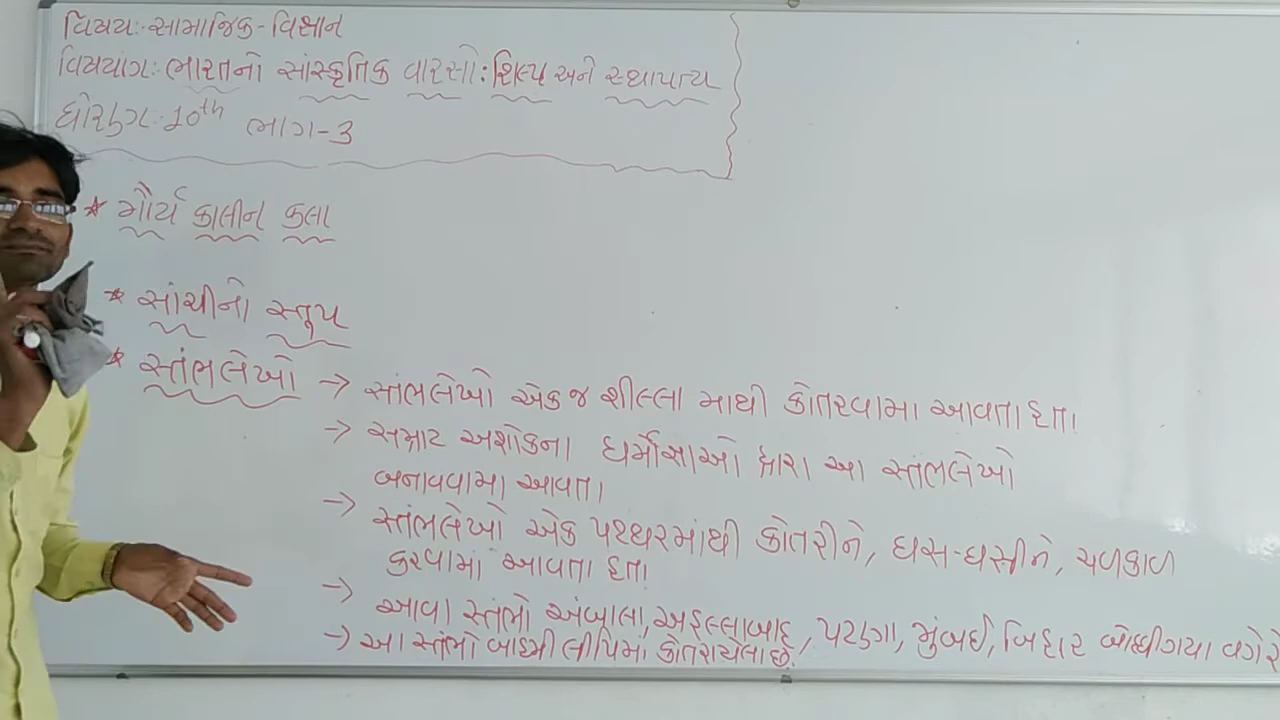 વિષય:-સામાજિક-વિજ્ઞાન
વિષયાંગ:-ભારતનો સાંસ્કૃતિક વારસો:શિલ્પ અને સ્થાપત્ય
ધોરણ:-10th ભાગ-3
* મૌર્ય કાલીન કલા
* સાંચીનો સ્તૂપ
* સ્તંભલેખો → સ્તંભલેખો એક જ શીલ્લા માથી કોતરવામા આવતા હતા
→ સમ્રાટ અશોકના ધર્મોજ્ઞાઓ દ્વારા આ સ્તંભલેખો
બનાવવામા આવતા
→ સ્તંભલેખો એક પથ્થરમાંથી કોતરીને, ઘસ-ઘસીને, ચળકાળ
કરવામાં આવતા હતા
→ આવા સ્તંભો અંબાલા, અલ્લાબાદ, પટણા, મુંબઈ, બિહાર બોધ્ધીગયા વગેરે
→ આ સ્તંભો બાહ્મી લીપિમાં કોતરાયેલા છે.